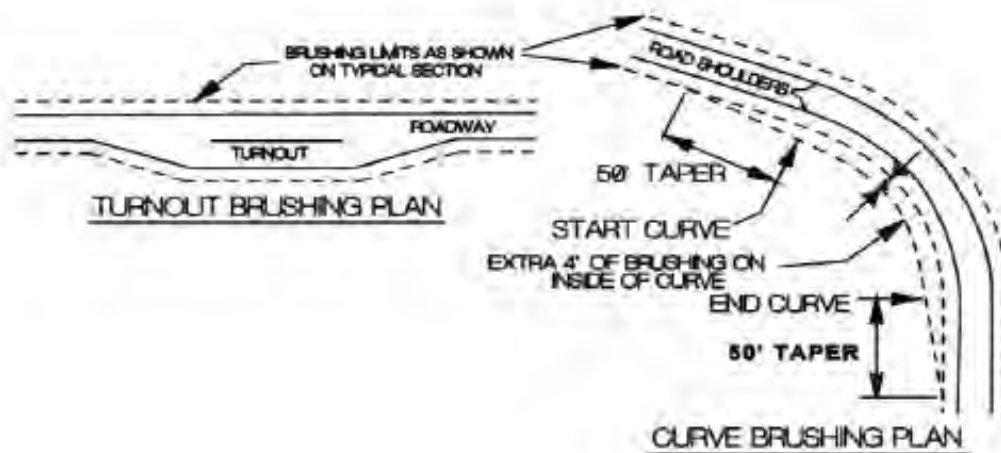 BRUSHING LIMITS AS SHOWN
ON TYPICAL SECTION
ROADWAY
TURNOUT
TURNOUT BRUSHING PLAN
ROAD SHOULDERS
50' TAPER
START CURVE
EXTRA 4' OF BRUSHING ON
INSIDE OF CURVE
END CURVE
50' TAPER
CURVE BRUSHING PLAN